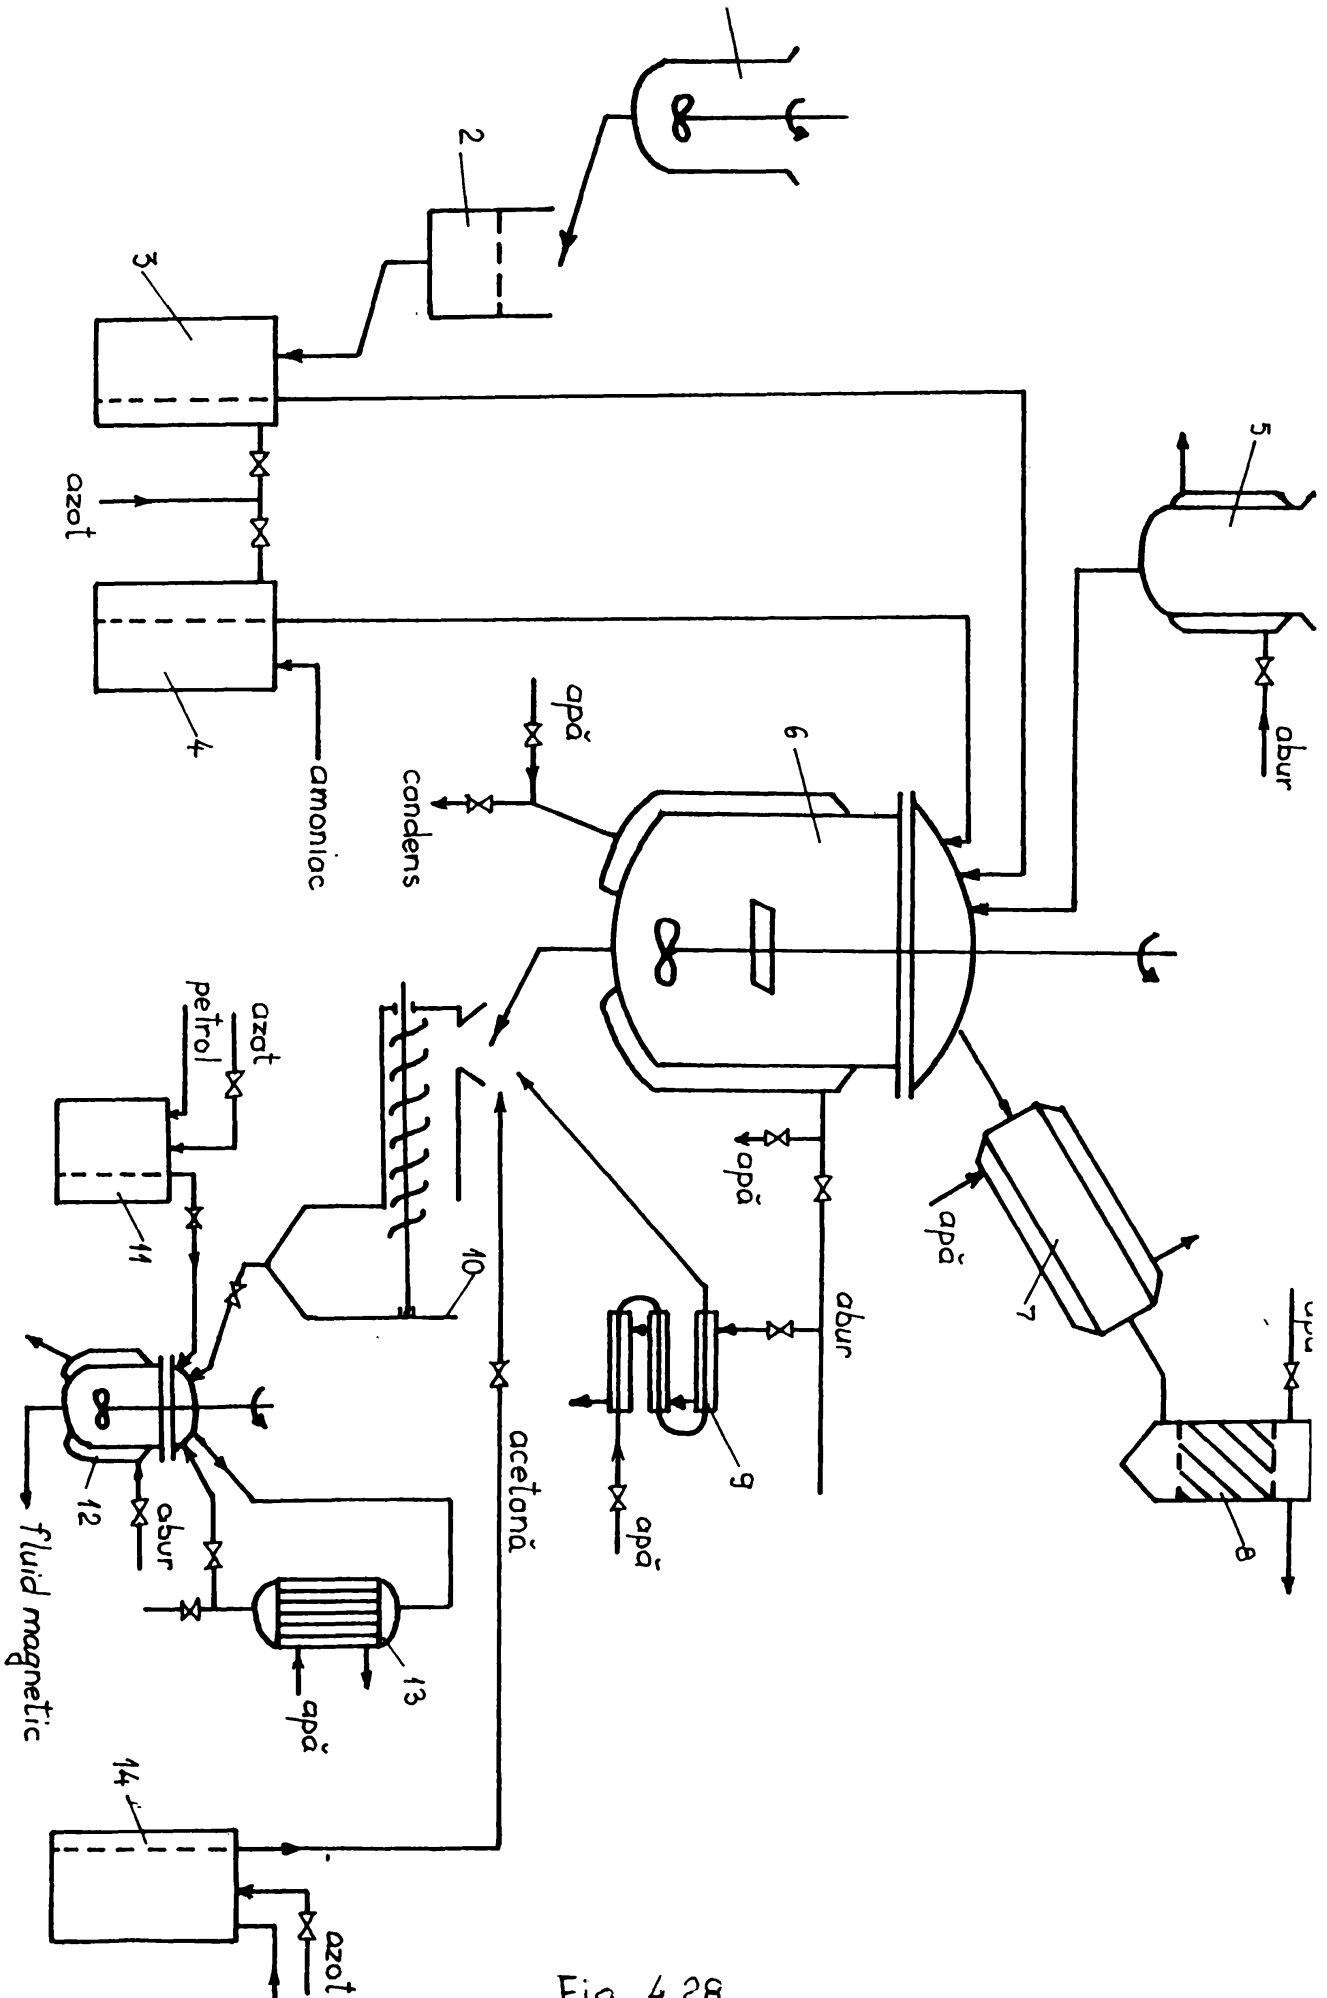 2
3
azot
4
amoniac
5
abur
apă
condens
6
apă
7
apă
8
abur
9
apă
acetonă
10
azot
petrol
11
12
abur
fluid magnetic
13
apă
14
azot
Fig. 4.28